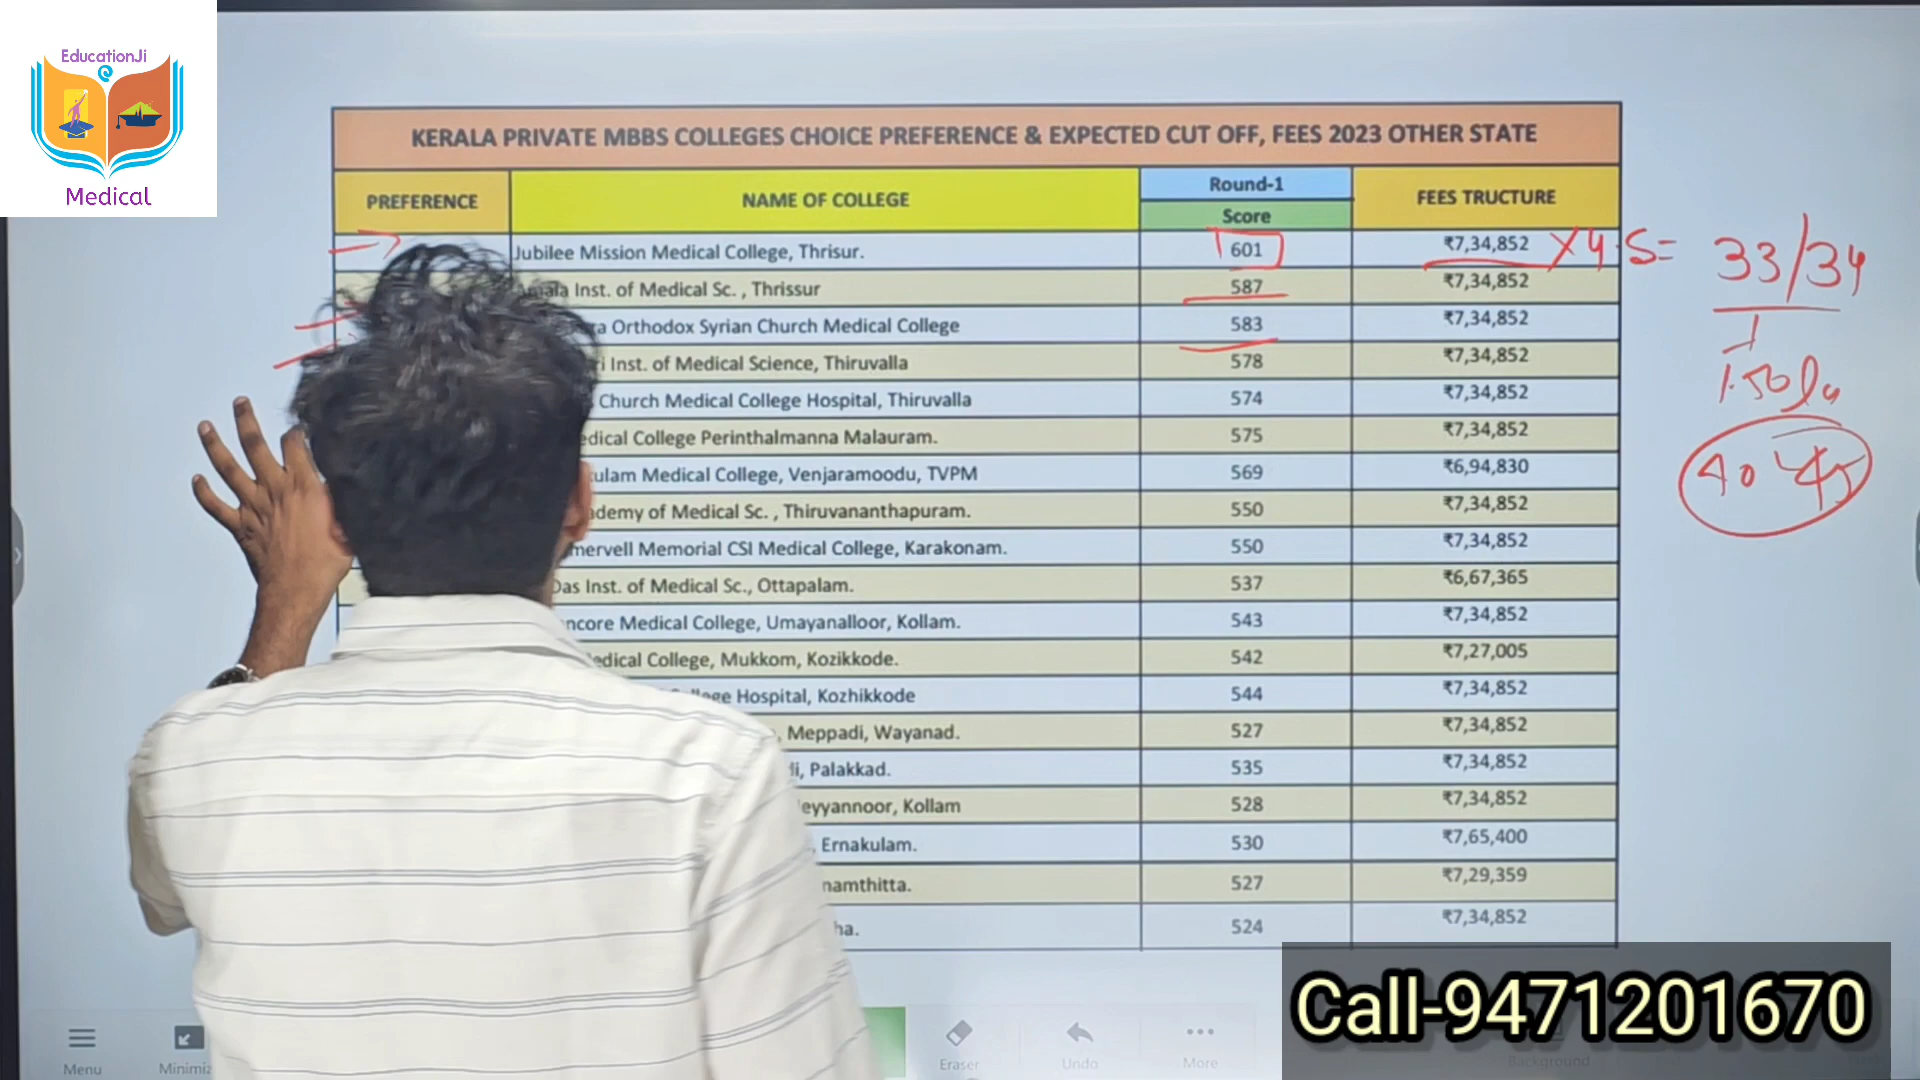 EducationJi
Medical
KERALA PRIVATE MBBS COLLEGES CHOICE PREFERENCE & EXPECTED CUT OFF, FEES 2023 OTHER STATE
PREFERENCE NAME OF COLLEGE Round-1 FEES TRUCTURE
Score
Jubilee Mission Medical College, Thrisur. 601 ₹7,34,852 X4.5= 33/34
Inst. of Medical Sc. , Thrissur 587 ₹7,34,852
Orthodox Syrian Church Medical College 583 ₹7,34,852
Inst. of Medical Science, Thiruvalla 578 ₹7,34,852
1.50
Church Medical College Hospital, Thiruvalla 574 ₹7,34,852
College Perinthalmanna Malauram. 575 ₹7,34,852
40 45
Medical College, Venjaramoodu, TVPM 569 ₹6,94,830
of Medical Sc. , Thiruvananthapuram. 550 ₹7,34,852
Memorial CSI Medical College, Karakonam. 550 ₹7,34,852
Das Inst. of Medical Sc., Ottapalam. 537 ₹6,67,365
Medical College, Umayanalloor, Kollam. 543 ₹7,34,852
College, Mukkom, Kozikkode. 542 ₹7,27,005
Hospital, Kozhikkode 544 ₹7,34,852
, Meppadi, Wayanad. 527 ₹7,34,852
, Palakkad. 535 ₹7,34,852
, Kollam 528 ₹7,34,852
, Ernakulam. 530 ₹7,65,400
527 ₹7,29,359
524 ₹7,34,852
Call-9471201670
Menu Eraser Undo More Background